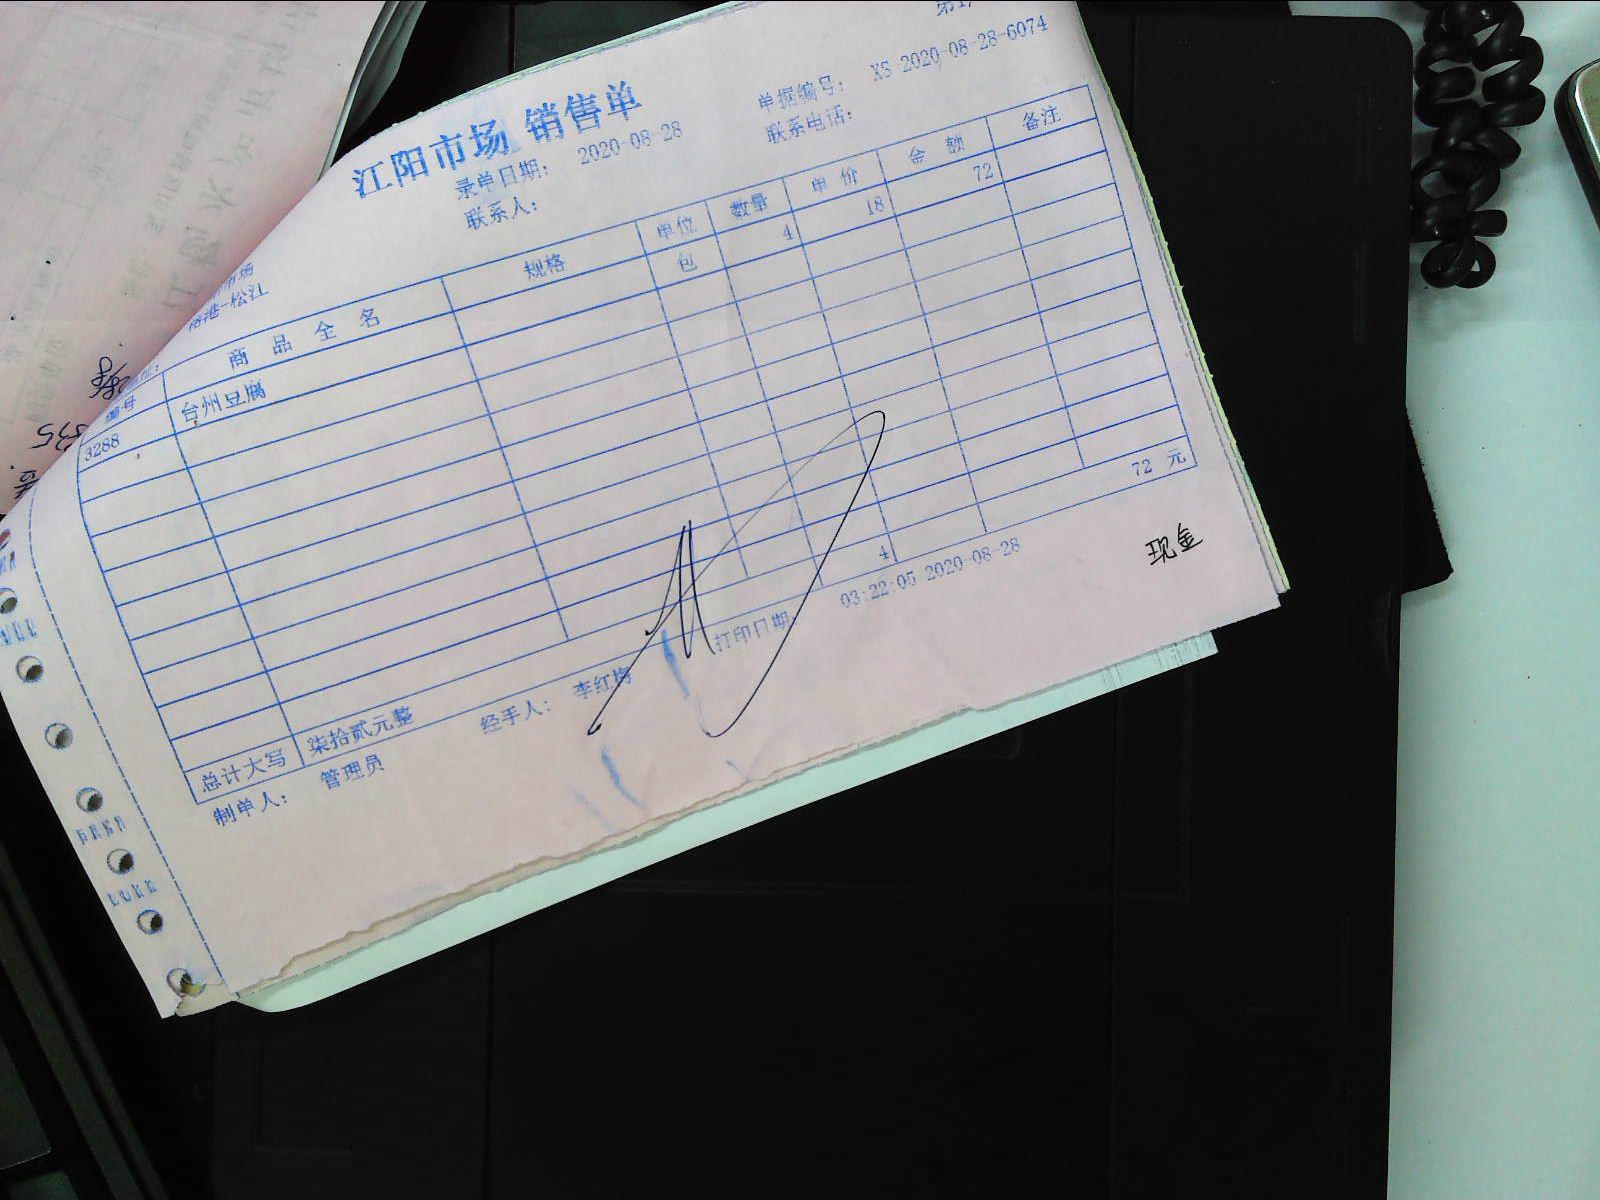 江阳市场 销售单
单据编号： XS-2020-08-28-6074
录单日期： 2020-08-28
联系电话：
联系人：
市场
-松江
编号 商品全名 规格 单位 数量 单价 金额 备注
3288 台州豆腐 包 4 18 72
总计大写 柒拾贰元整 4 72 元
制单人： 管理员 经手人： 李红梅 打印日期 03:22:05 2020-08-28
现金